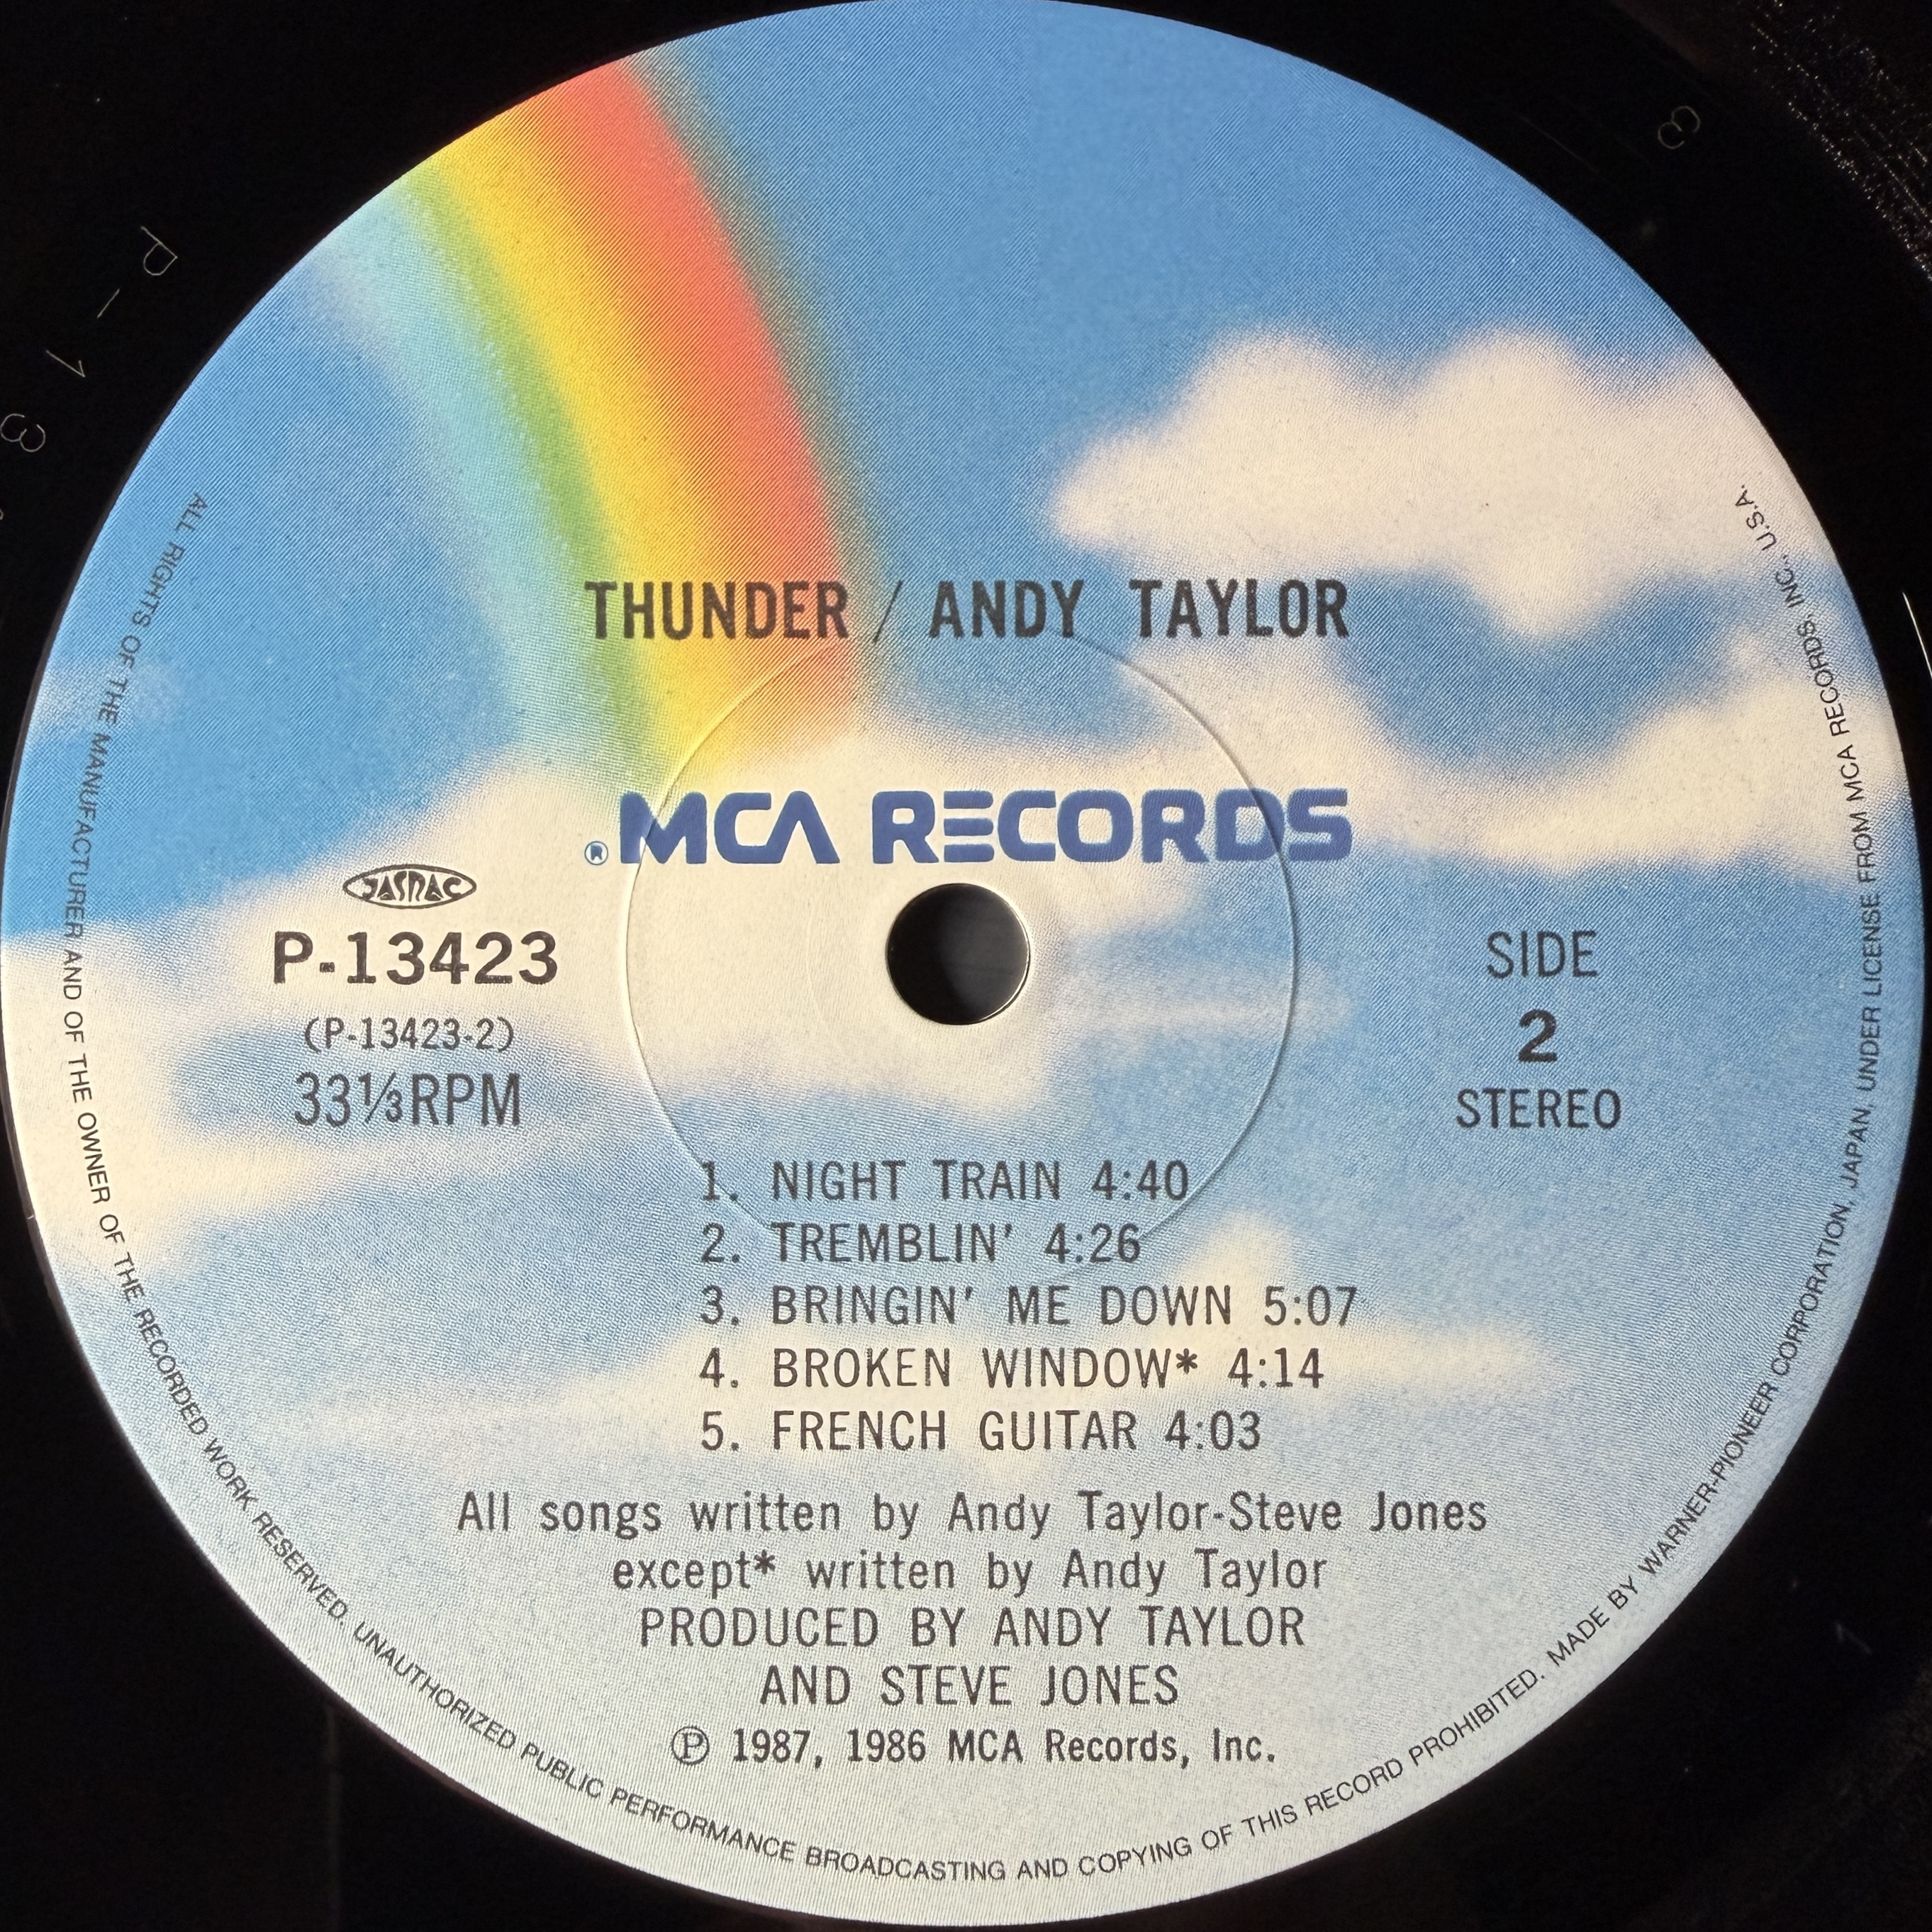 THUNDER / ANDY TAYLOR
® MCA RECORDS
JASRAC
P-13423
(P-13423-2)
33⅓RPM
SIDE
2
STEREO
1. NIGHT TRAIN 4:40
2. TREMBLIN' 4:26
3. BRINGIN' ME DOWN 5:07
4. BROKEN WINDOW* 4:14
5. FRENCH GUITAR 4:03
All songs written by Andy Taylor-Steve Jones
except* written by Andy Taylor
PRODUCED BY ANDY TAYLOR
AND STEVE JONES
℗ 1987, 1986 MCA Records, Inc.
ALL RIGHTS OF THE MANUFACTURER AND OF THE OWNER OF THE RECORDED WORK RESERVED. UNAUTHORIZED PUBLIC PERFORMANCE BROADCASTING AND COPYING OF THIS RECORD PROHIBITED. MADE BY WARNER-PIONEER CORPORATION, JAPAN. UNDER LICENSE FROM MCA RECORDS, INC., U.S.A.
P-13
3